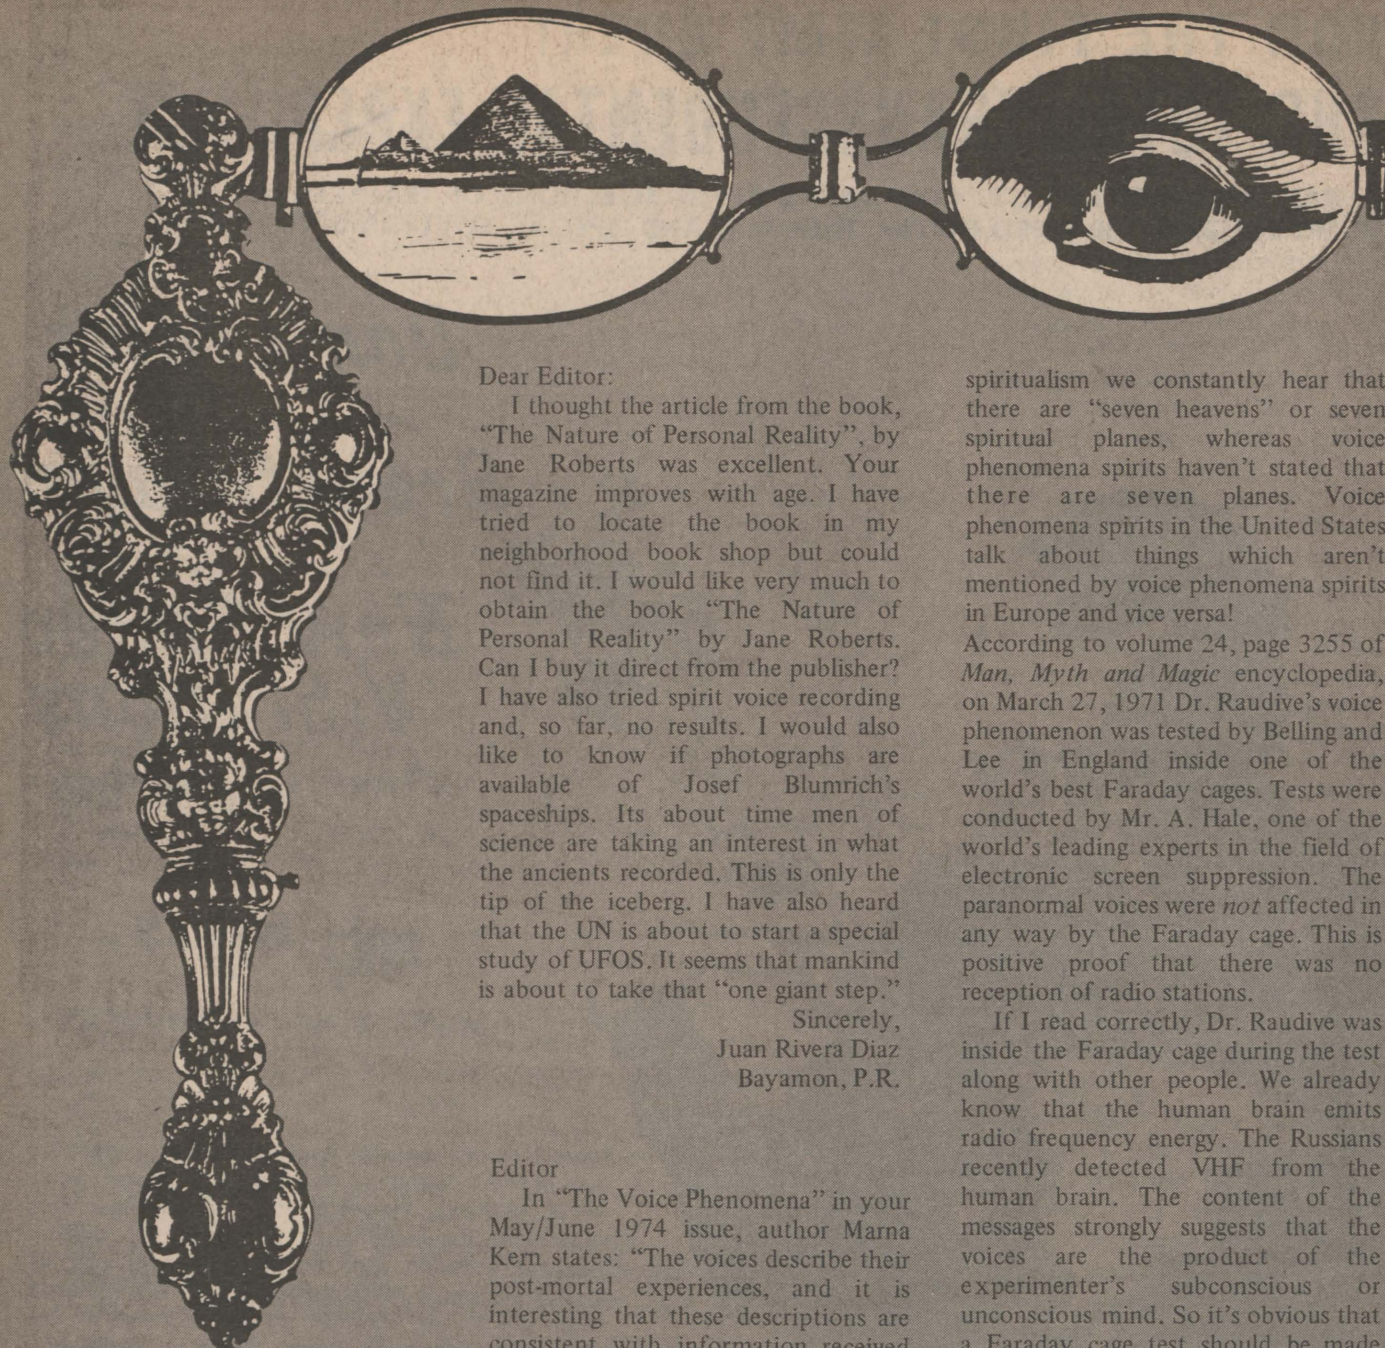 Dear Editor:
I thought the article from the book,
“The Nature of Personal Reality”, by
Jane Roberts was excellent. Your
magazine improves with age. I have
tried to locate the book in my
neighborhood book shop but could
not find it. I would like very much to
obtain the book “The Nature of
Personal Reality” by Jane Roberts.
Can I buy it direct from the publisher?
I have also tried spirit voice recording
and, so far, no results. I would also
like to know if photographs are
available of Josef Blumrich's
spaceships. Its about time men of
science are taking an interest in what
the ancients recorded. This is only the
tip of the iceberg. I have also heard
that the UN is about to start a special
study of UFOS. It seems that mankind
is about to take that “one giant step.”
Sincerely,
Juan Rivera Diaz
Bayamon, P.R.
Editor
In “The Voice Phenomena” in your
May/June 1974 issue, author Marna
Kern states: “The voices describe their
post-mortal experiences, and it is
interesting that these descriptions are
consistent with information received
spiritualism we constantly hear that
there are “seven heavens” or seven
spiritual planes, whereas voice
phenomena spirits haven't stated that
there are seven planes. Voice
phenomena spirits in the United States
talk about things which aren't
mentioned by voice phenomena spirits
in Europe and vice versa!
According to volume 24, page 3255 of
Man, Myth and Magic encyclopedia,
on March 27, 1971 Dr. Raudive's voice
phenomenon was tested by Belling and
Lee in England inside one of the
world's best Faraday cages. Tests were
conducted by Mr. A. Hale, one of the
world's leading experts in the field of
electronic screen suppression. The
paranormal voices were not affected in
any way by the Faraday cage. This is
positive proof that there was no
reception of radio stations.
If I read correctly, Dr. Raudive was
inside the Faraday cage during the test
along with other people. We already
know that the human brain emits
radio frequency energy. The Russians
recently detected VHF from the
human brain. The content of the
messages strongly suggests that the
voices are the product of the
experimenter's subconscious or
unconscious mind. So it's obvious that
a Faraday cage test should be made